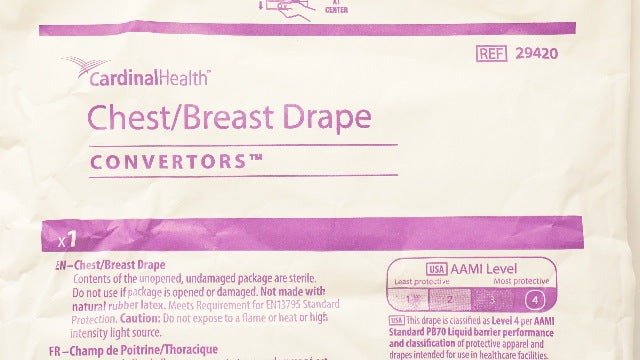 AT
CENTER
REF 29420
CardinalHealth™
Chest/Breast Drape
CONVERTORS™
x1
EN–Chest/Breast Drape
Contents of the unopened, undamaged package are sterile.
Do not use if package is opened or damaged. Not made with
natural rubber latex. Meets Requirement for EN13795 Standard
Protection. Caution: Do not expose to a flame or heat or high
intensity light source.
FR–Champ de Poitrine/Thoracique
USA AAMI Level
Least protective Most protective
1 2 3 4
USA This drape is classified as Level 4 per AAMI
Standard PB70 Liquid barrier performance
and classification of protective apparel and
drapes intended for use in healthcare facilities.